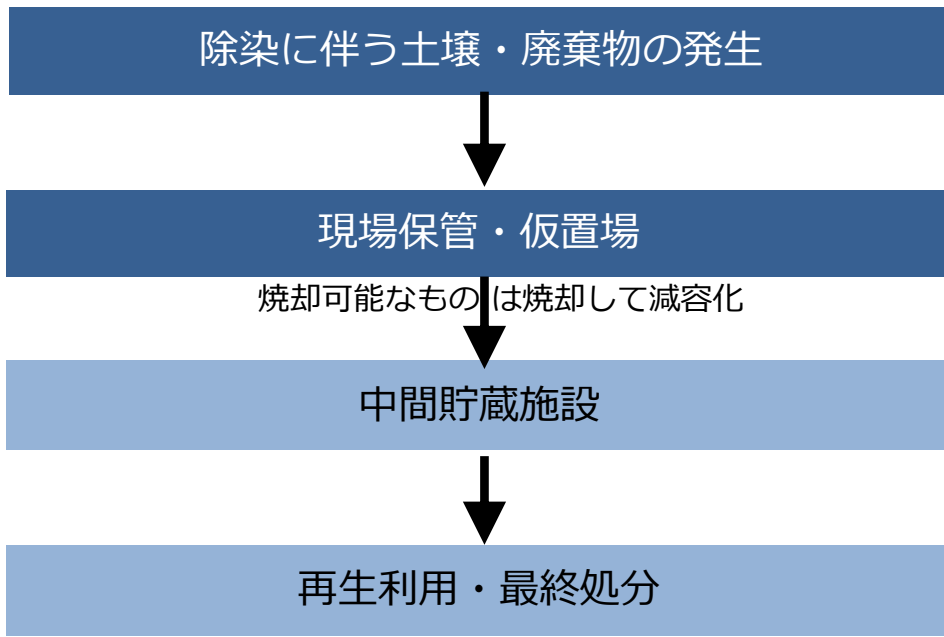 除染に伴う土壌・廃棄物の発生
現場保管・仮置場
焼却可能なものは焼却して減容化
中間貯蔵施設
再生利用・最終処分